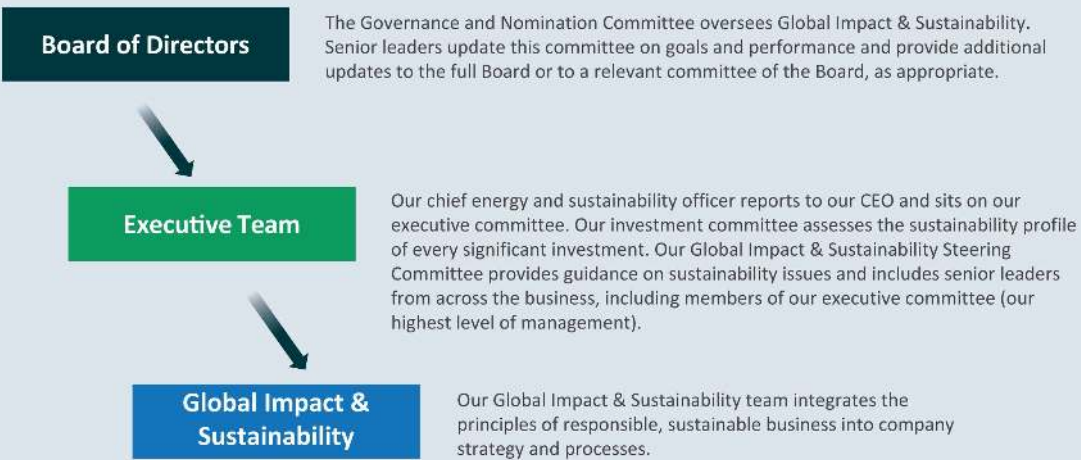 Board of Directors
The Governance and Nomination Committee oversees Global Impact & Sustainability.
Senior leaders update this committee on goals and performance and provide additional
updates to the full Board or to a relevant committee of the Board, as appropriate.
Executive Team
Our chief energy and sustainability officer reports to our CEO and sits on our
executive committee. Our investment committee assesses the sustainability profile
of every significant investment. Our Global Impact & Sustainability Steering
Committee provides guidance on sustainability issues and includes senior leaders
from across the business, including members of our executive committee (our
highest level of management).
Global Impact &
Sustainability
Our Global Impact & Sustainability team integrates the
principles of responsible, sustainable business into company
strategy and processes.